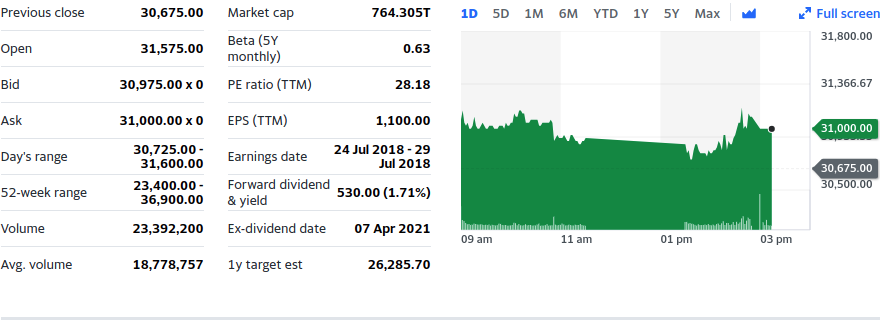 Previous close 30,675.00
Open 31,575.00
Bid 30,975.00 x 0
Ask 31,000.00 x 0
Day's range 30,725.00 -
31,600.00
52-week range 23,400.00 -
36,900.00
Volume 23,392,200
Avg. volume 18,778,757
Market cap 764.305T
Beta (5Y
monthly) 0.63
PE ratio (TTM) 28.18
EPS (TTM) 1,100.00
Earnings date 24 Jul 2018 - 29
Jul 2018
Forward dividend
& yield 530.00 (1.71%)
Ex-dividend date 07 Apr 2021
1y target est 26,285.70
1D 5D 1M 6M YTD 1Y 5Y Max Full screen
31,800.00
31,366.67
31,000.00
30,675.00
30,500.00
09 am 11 am 01 pm 03 pm